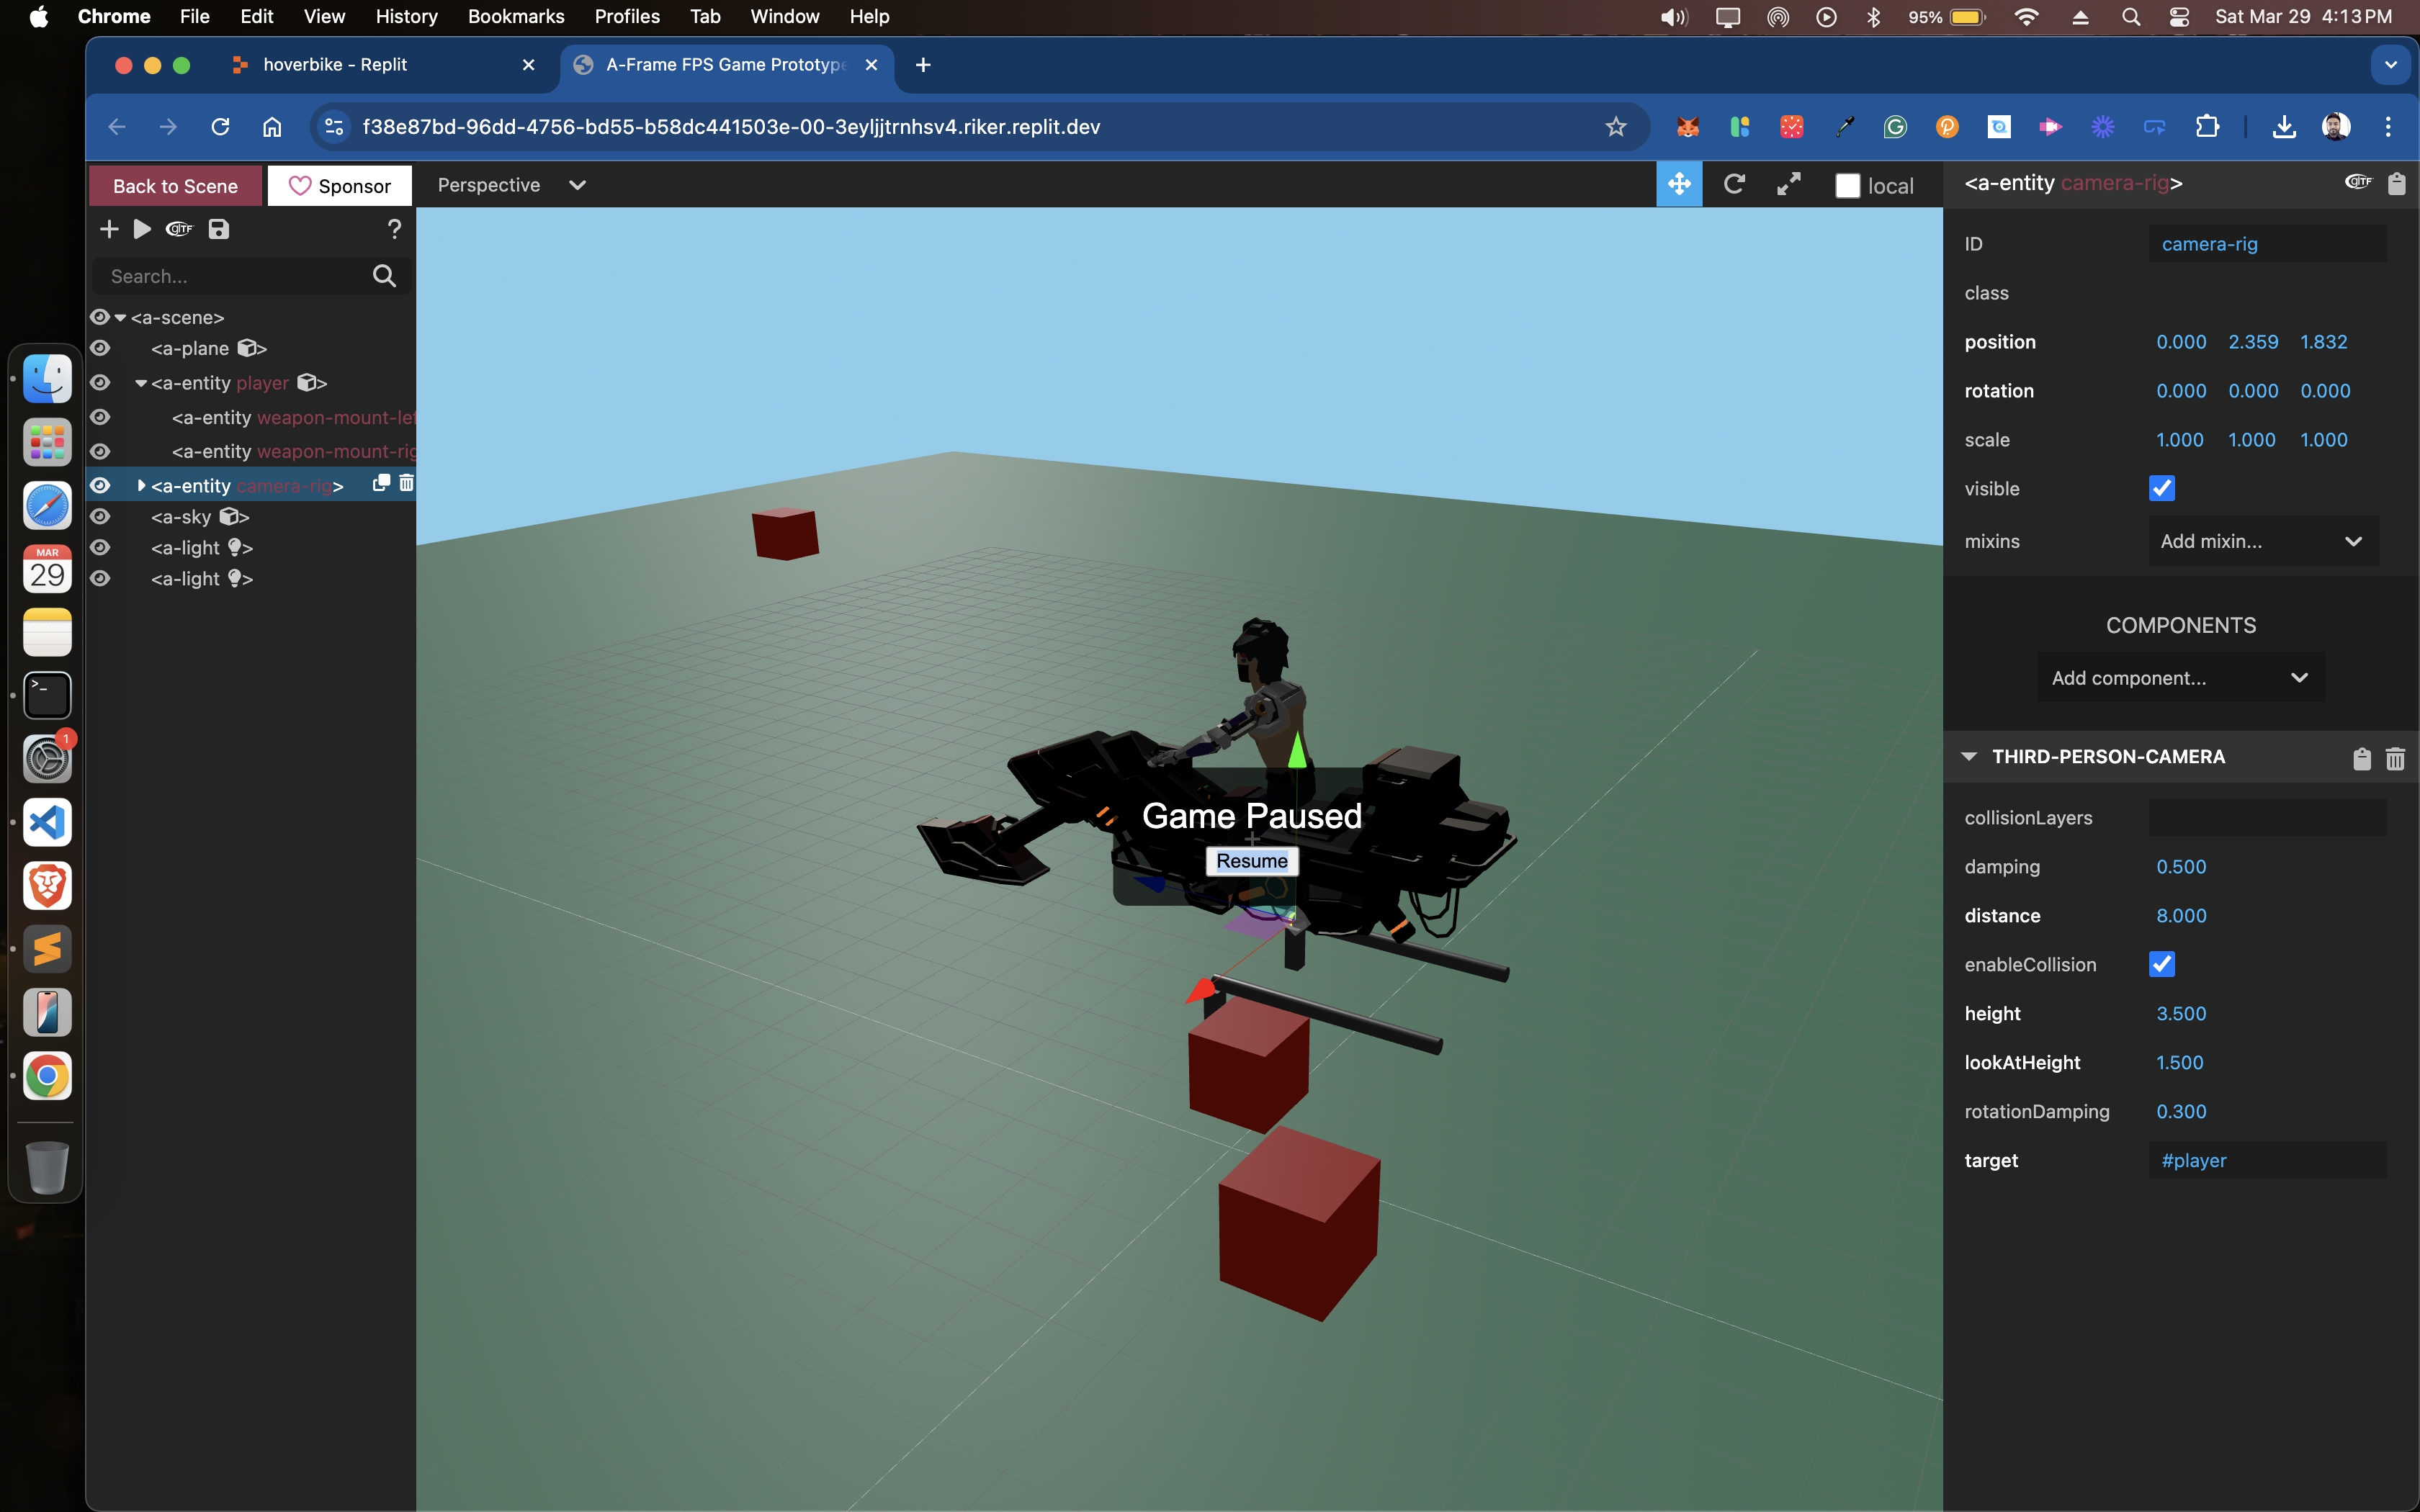 Chrome File Edit View History Bookmarks Profiles Tab Window Help 95% Sat Mar 29 4:13 PM
hoverbike - Replit A-Frame FPS Game Prototype
f38e87bd-96dd-4756-bd55-b58dc441503e-00-3eyljjtrnhsv4.riker.replit.dev
Back to Scene Sponsor Perspective local
glTF ?
Search...
<a-scene>
<a-plane >
<a-entity player >
<a-entity weapon-mount-lef
<a-entity weapon-mount-rig
<a-entity camera-rig>
<a-sky >
<a-light >
<a-light >
MAR
29
>_
1
Game Paused
Resume
<a-entity camera-rig> glTF
ID camera-rig
class
position 0.000 2.359 1.832
rotation 0.000 0.000 0.000
scale 1.000 1.000 1.000
visible
mixins Add mixin...
COMPONENTS
Add component...
THIRD-PERSON-CAMERA
collisionLayers
damping 0.500
distance 8.000
enableCollision
height 3.500
lookAtHeight 1.500
rotationDamping 0.300
target #player